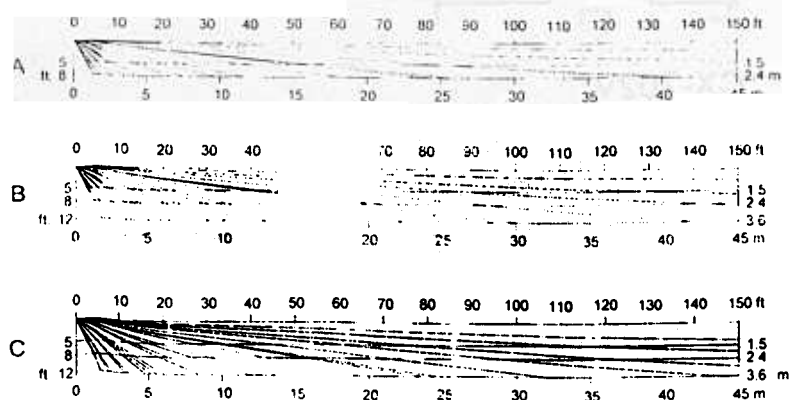 0 10 20 30 40 50 60 70 80 90 100 110 120 130 140 150 ft
A
5 1.5
ft. 8 2.4 m
0 5 10 15 20 25 30 35 40 45 m
0 10 20 30 40 70 80 90 100 110 120 130 140 150 ft
B
5 1.5
8 2.4
ft. 12 3.6
0 5 10 20 25 30 35 40 45 m
0 10 20 30 40 50 60 70 80 90 100 110 120 130 140 150 ft
C
5 1.5
8 2.4
ft 12 3.6 m
0 5 10 15 20 25 30 35 40 45 m